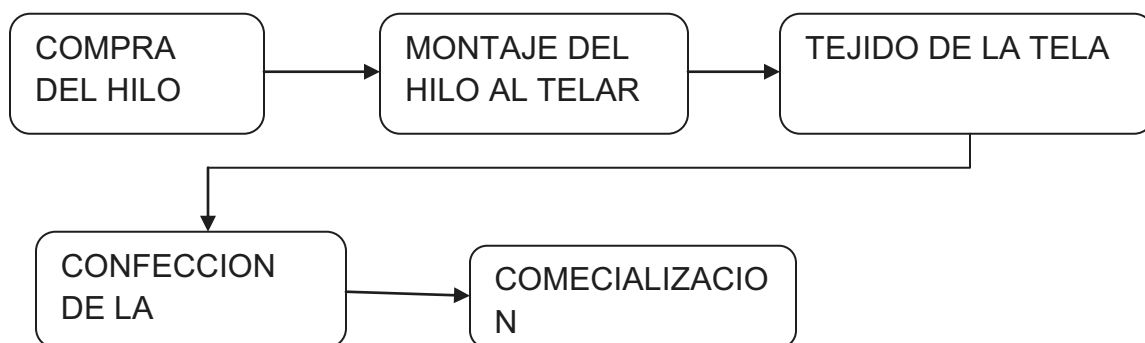 COMPRA
DEL HILO
MONTAJE DEL
HILO AL TELAR
TEJIDO DE LA TELA
CONFECCION
DE LA
COMECIALIZACIO
N